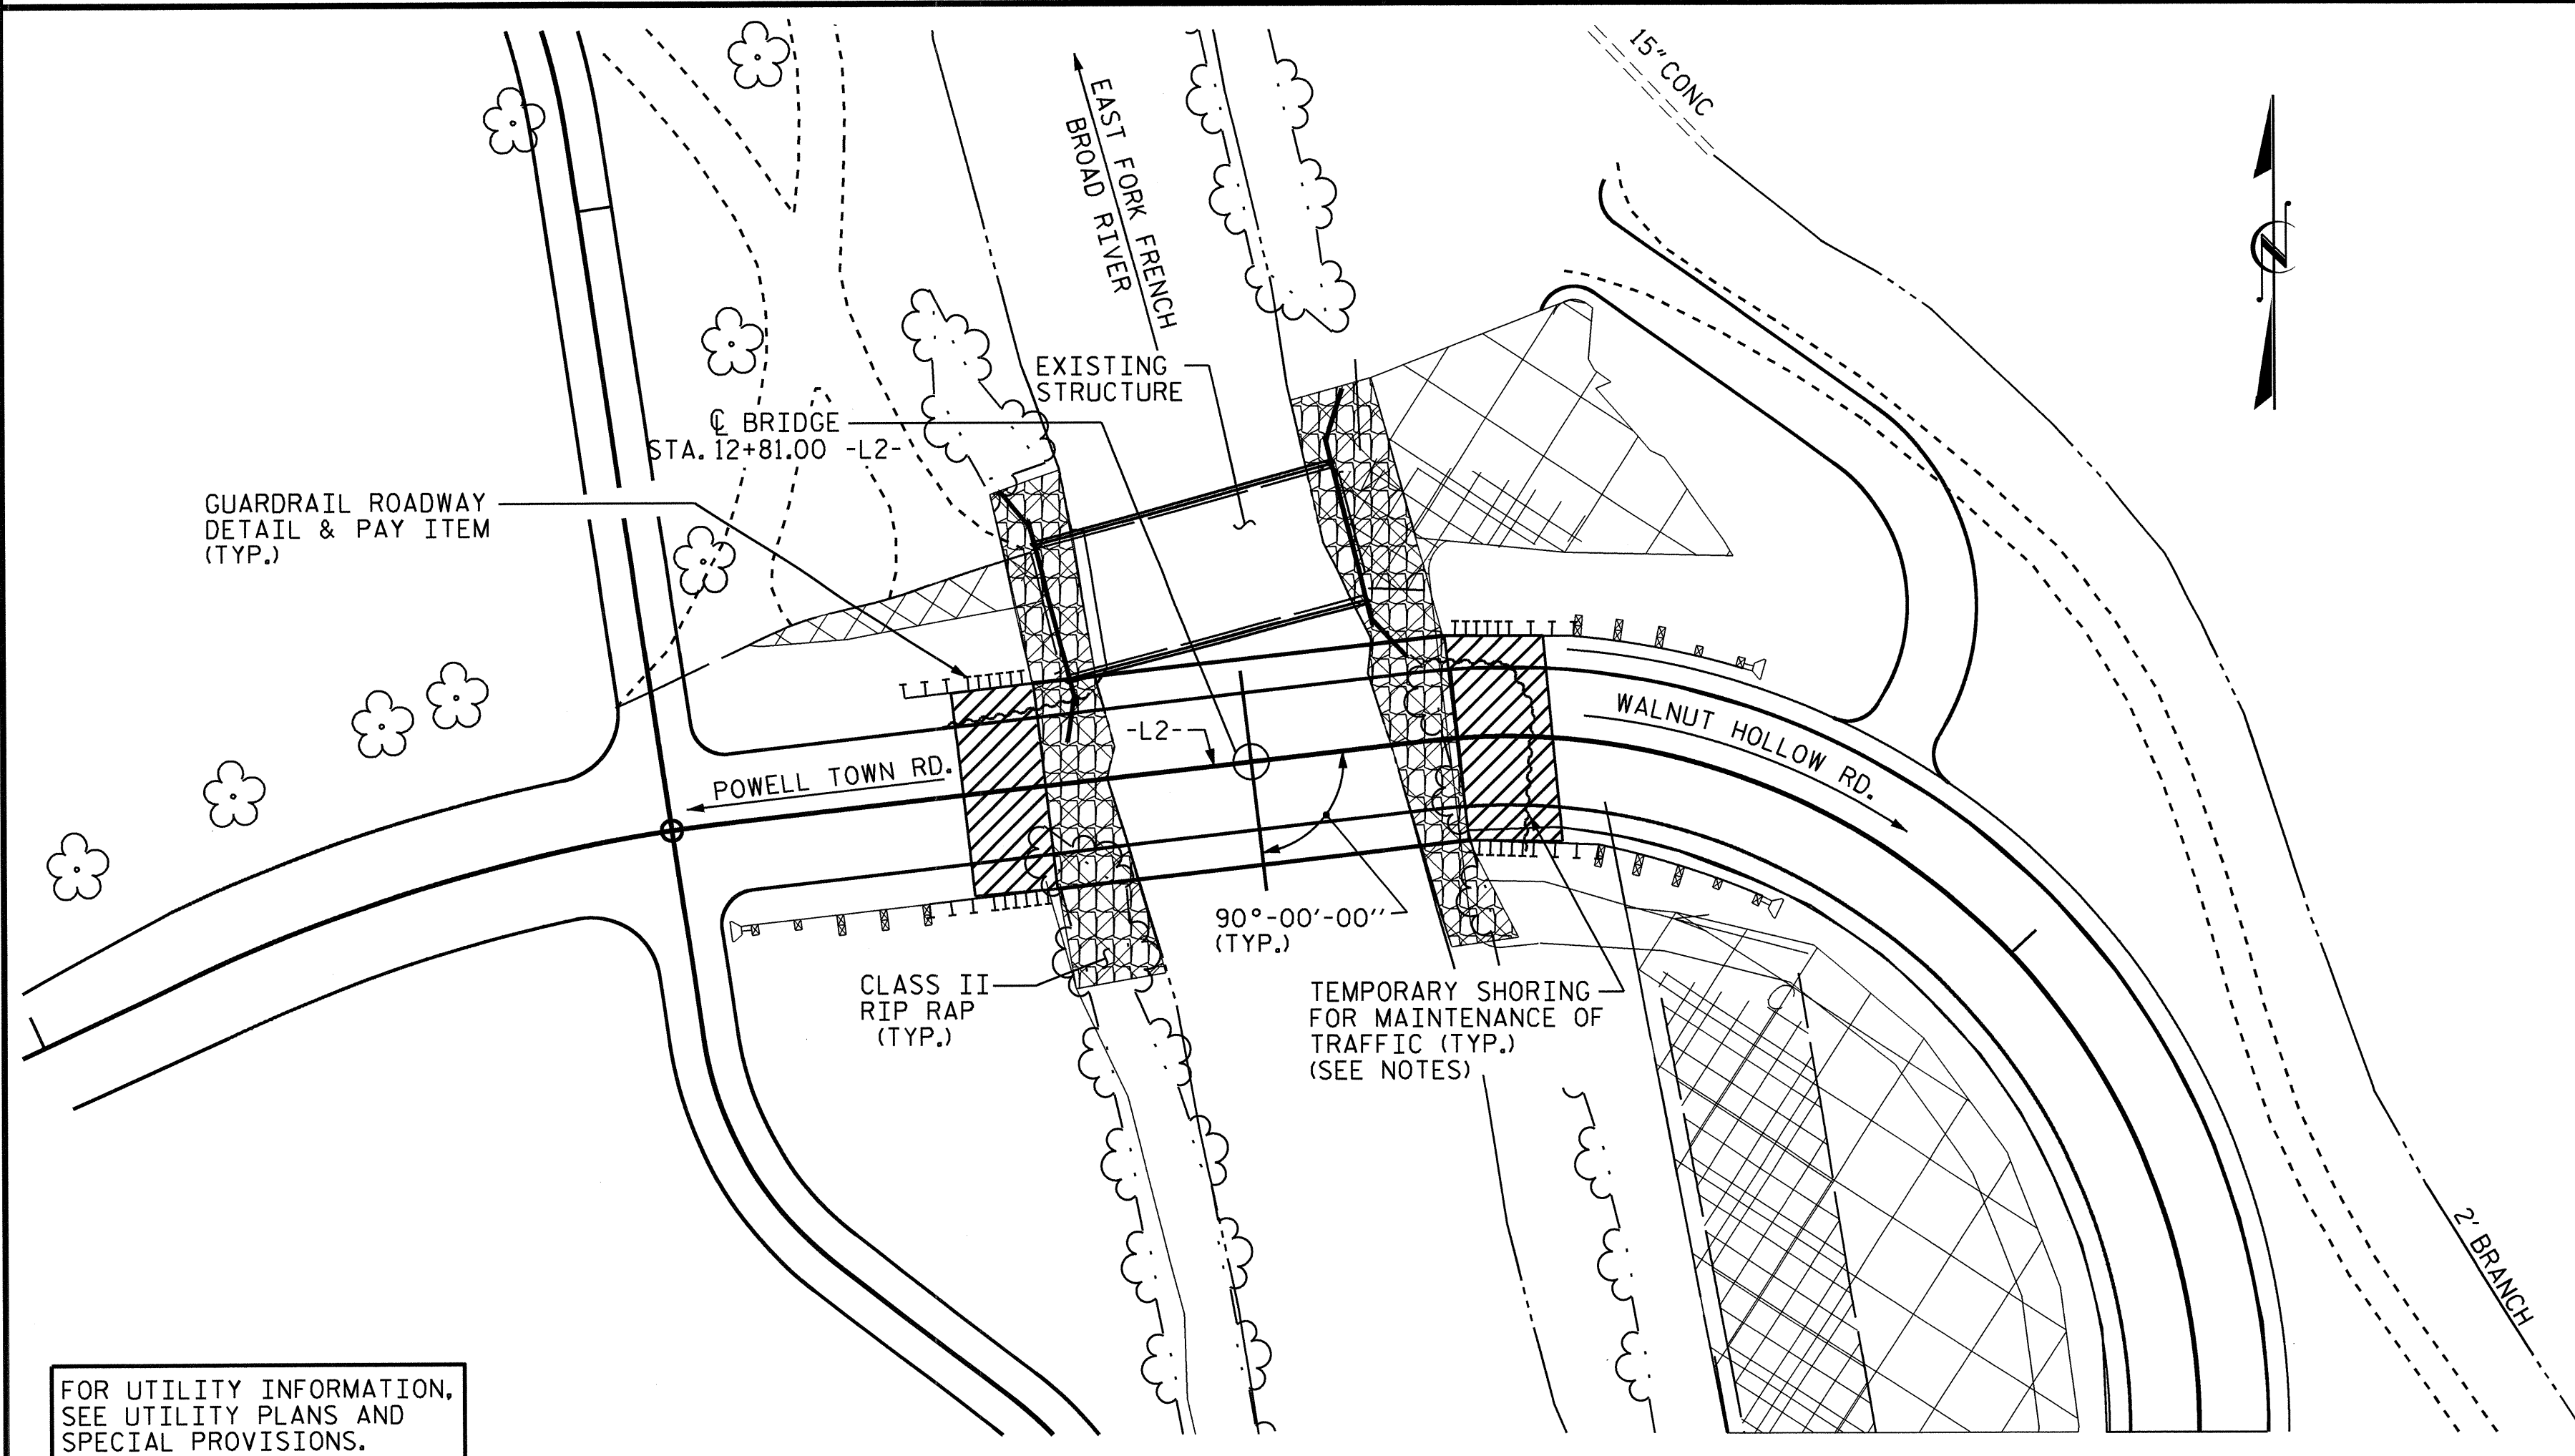 15" CONC
EAST FORK FRENCH
BROAD RIVER
N
EXISTING
STRUCTURE
℄ BRIDGE
STA. 12+81.00 -L2-
GUARDRAIL ROADWAY
DETAIL & PAY ITEM
(TYP.)
-L2-
WALNUT HOLLOW RD.
POWELL TOWN RD.
90°-00'-00"
(TYP.)
CLASS II
RIP RAP
(TYP.)
TEMPORARY SHORING
FOR MAINTENANCE OF
TRAFFIC (TYP.)
(SEE NOTES)
2' BRANCH
FOR UTILITY INFORMATION,
SEE UTILITY PLANS AND
SPECIAL PROVISIONS.